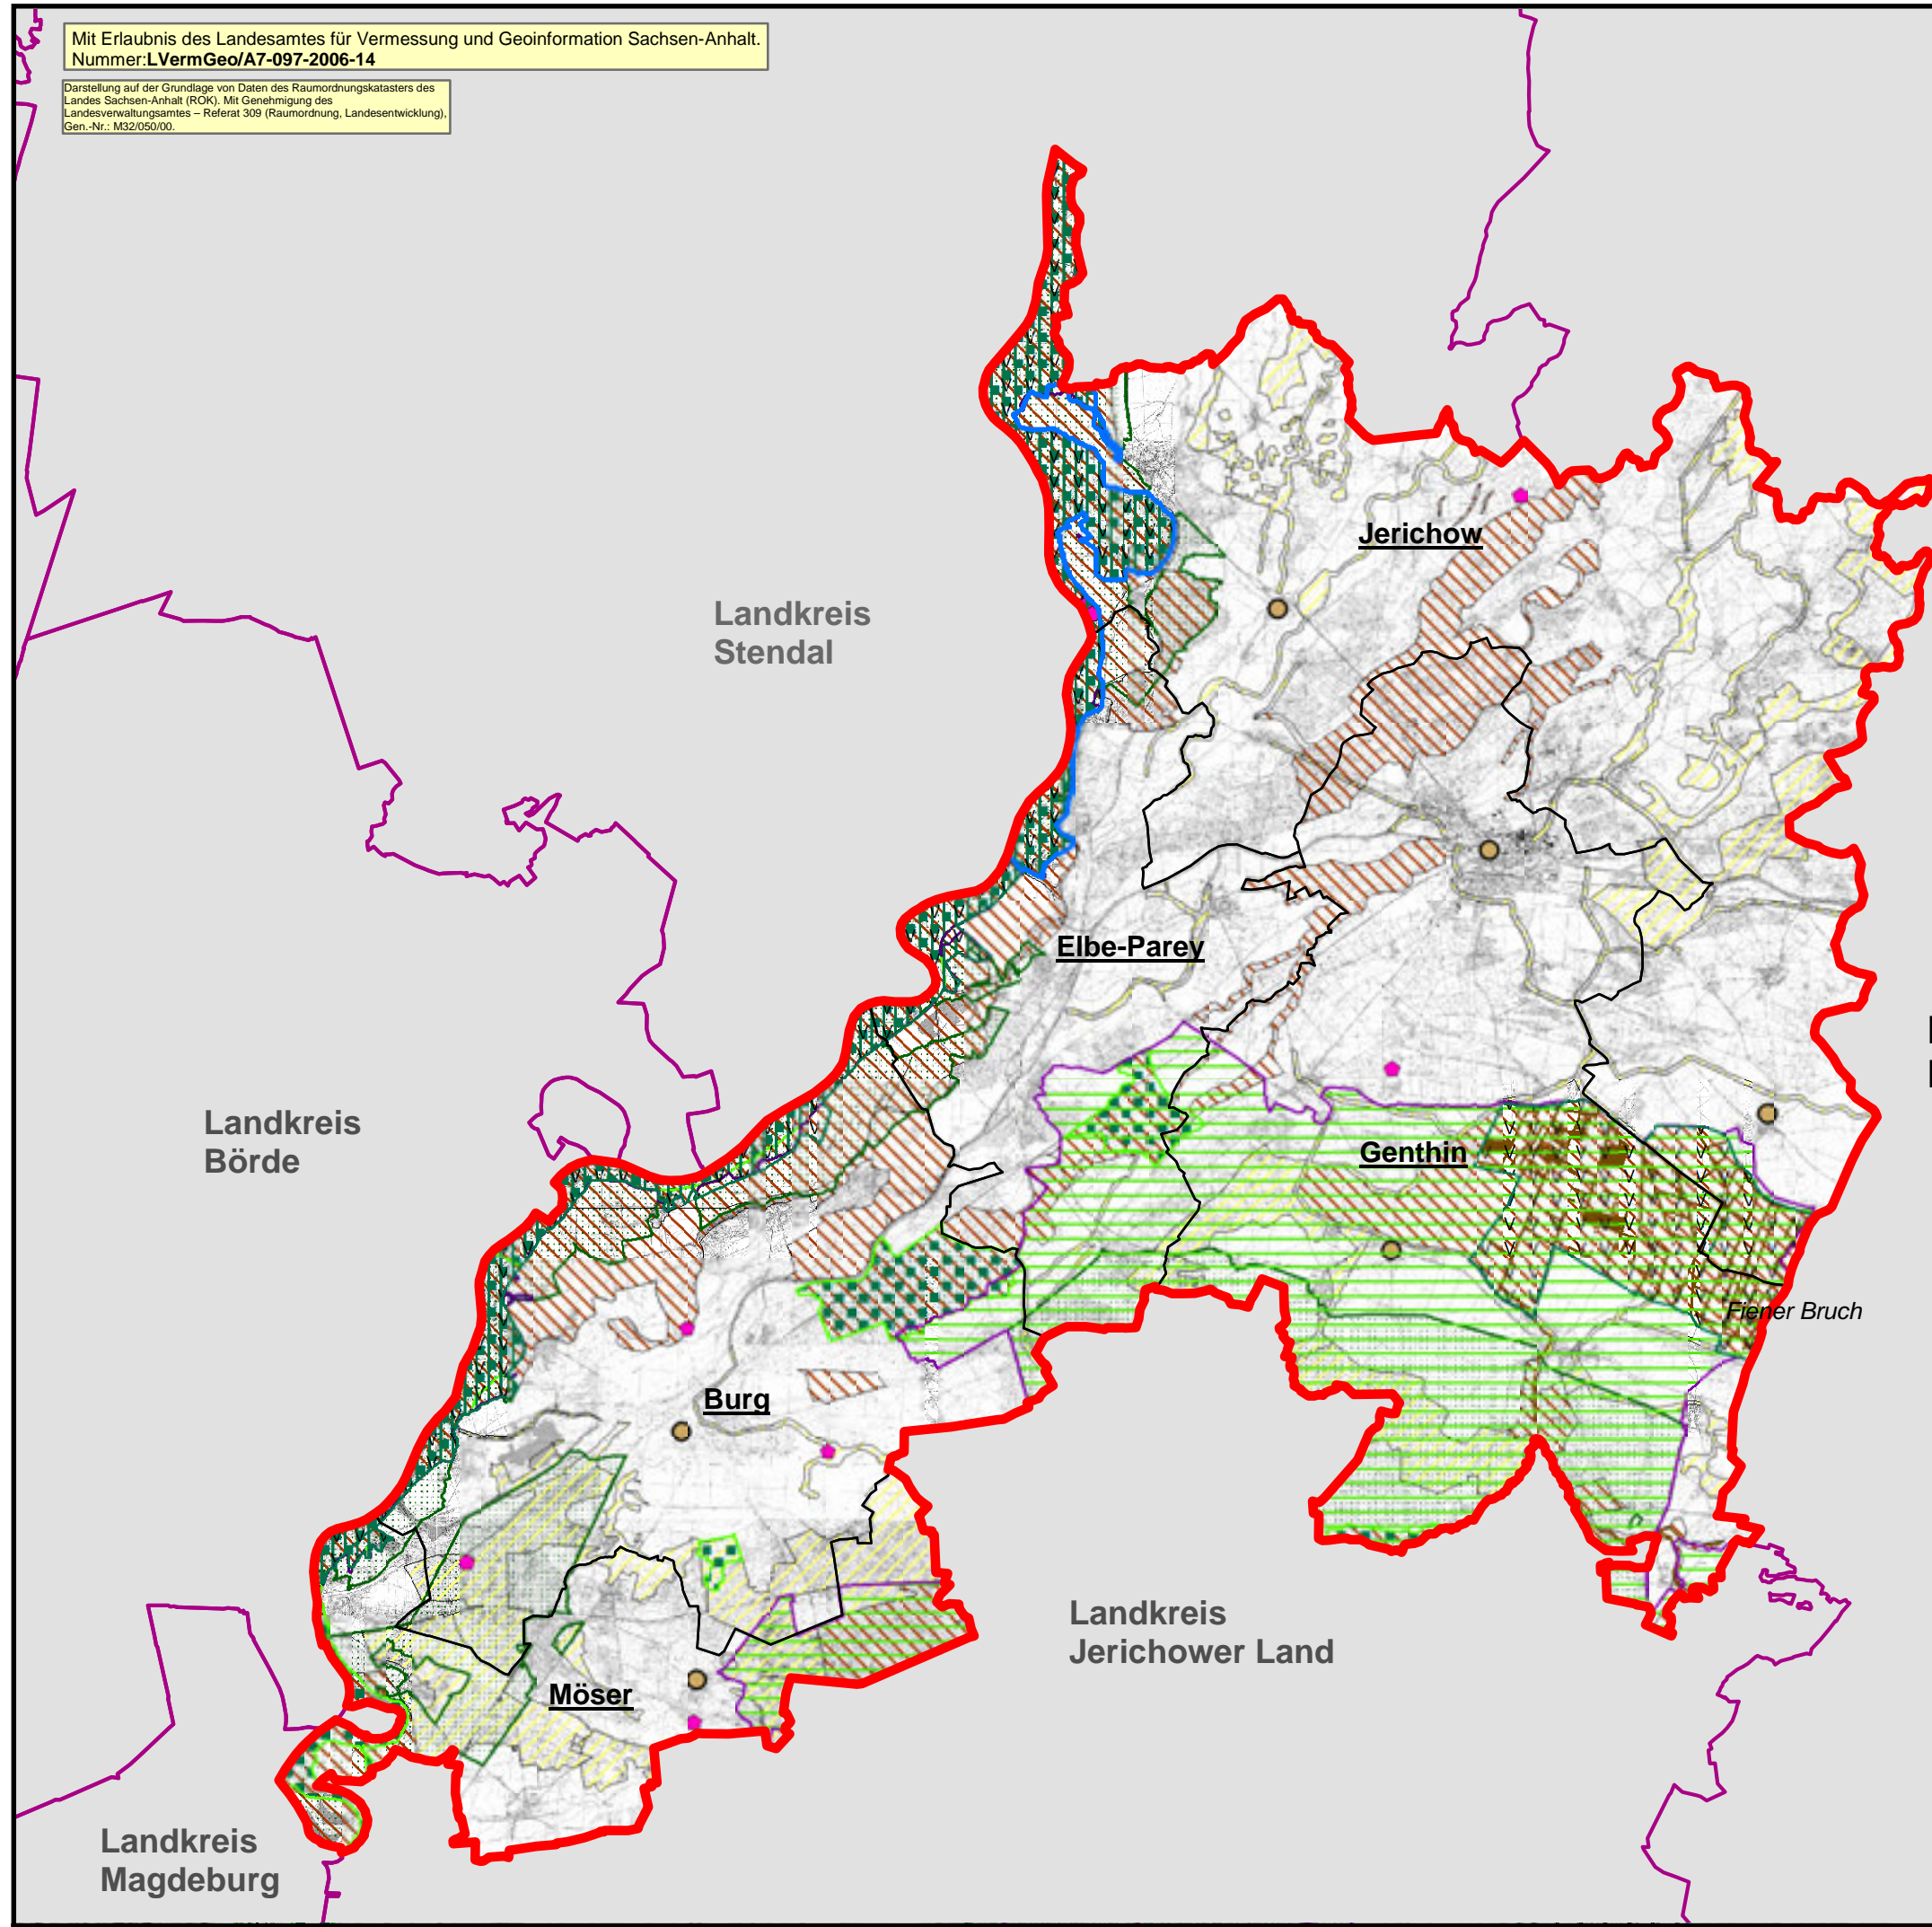 Mit Erlaubnis des Landesamtes für Vermessung und Geoinformation Sachsen-Anhalt.
Nummer:LVermGeo/A7-097-2006-14
Darstellung auf der Grundlage von Daten des Raumordnungskatasters des
Landes Sachsen-Anhalt (ROK). Mit Genehmigung des
Landesverwaltungsamtes – Referat 309 (Raumordnung, Landesentwicklung),
Gen.-Nr.: M32/050/00.
Jerichow
Landkreis
Stendal
Elbe-Parey
Landkreis
Börde
Genthin
Fiener Bruch
Burg
Landkreis
Jerichower Land
Möser
Landkreis
Magdeburg